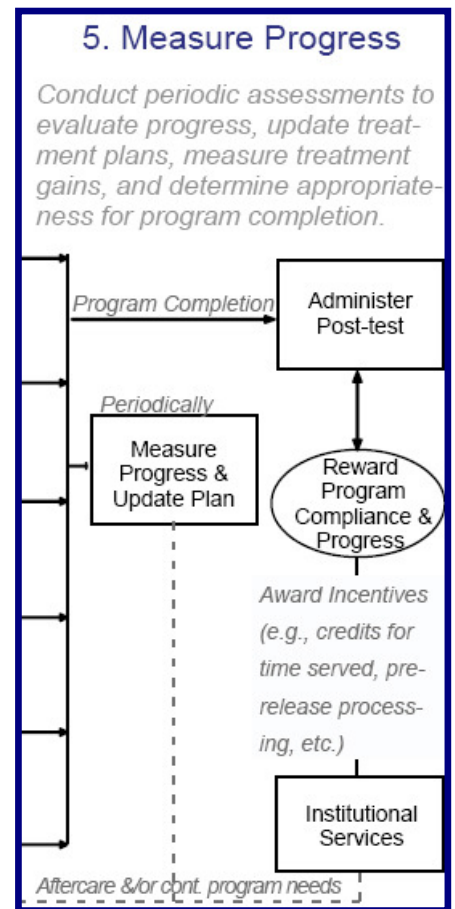 5. Measure Progress
Conduct periodic assessments to
evaluate progress, update treat-
ment plans, measure treatment
gains, and determine appropriate-
ness for program completion.
Program Completion
Administer
Post-test
Periodically
Measure
Progress &
Update Plan
Reward
Program
Compliance &
Progress
Award Incentives
(e.g., credits for
time served, pre-
release process-
ing, etc.)
Institutional
Services
Aftercare &/or cont. program needs